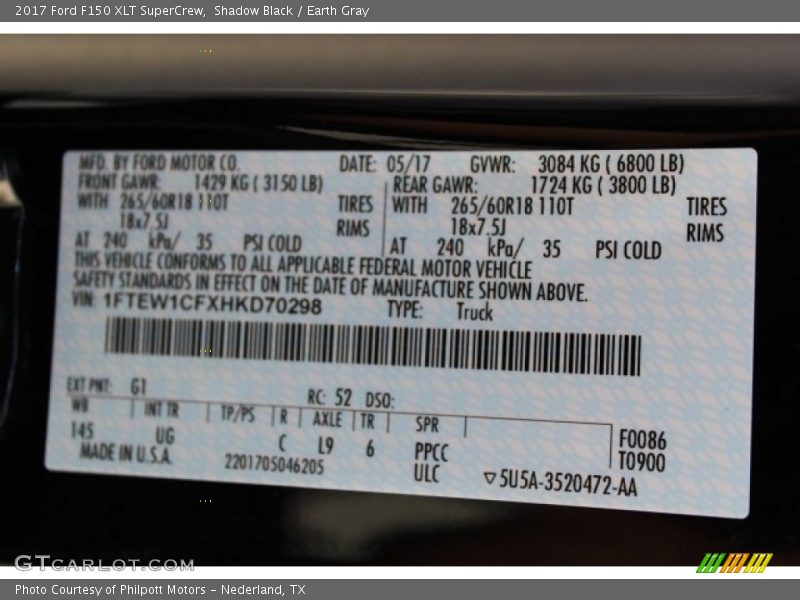 2017 Ford F150 XLT SuperCrew,  Shadow Black / Earth Gray
MFD. BY FORD MOTOR CO. DATE: 05/17 GVWR: 3084 KG ( 6800 LB)
FRONT GAWR: 1429 KG ( 3150 LB) REAR GAWR: 1724 KG ( 3800 LB)
WITH 265/60R18 110T TIRES WITH 265/60R18 110T TIRES
18x7.5J RIMS 18x7.5J RIMS
AT 240 kPa/ 35 PSI COLD AT 240 kPa/ 35 PSI COLD
THIS VEHICLE CONFORMS TO ALL APPLICABLE FEDERAL MOTOR VEHICLE
SAFETY STANDARDS IN EFFECT ON THE DATE OF MANUFACTURE SHOWN ABOVE.
VIN: 1FTEW1CFXHKD70298 TYPE: Truck
EXT PNT: G1 RC: 52 DSO:
WB INT TR TP/PS R AXLE TR SPR
145 UG C L9 6 PPCC F0086
MADE IN U.S.A. 2201705046205 ULC T0900
▽5U5A-3520472-AA
GTCarLot.com
Photo Courtesy of Philpott Motors - Nederland, TX